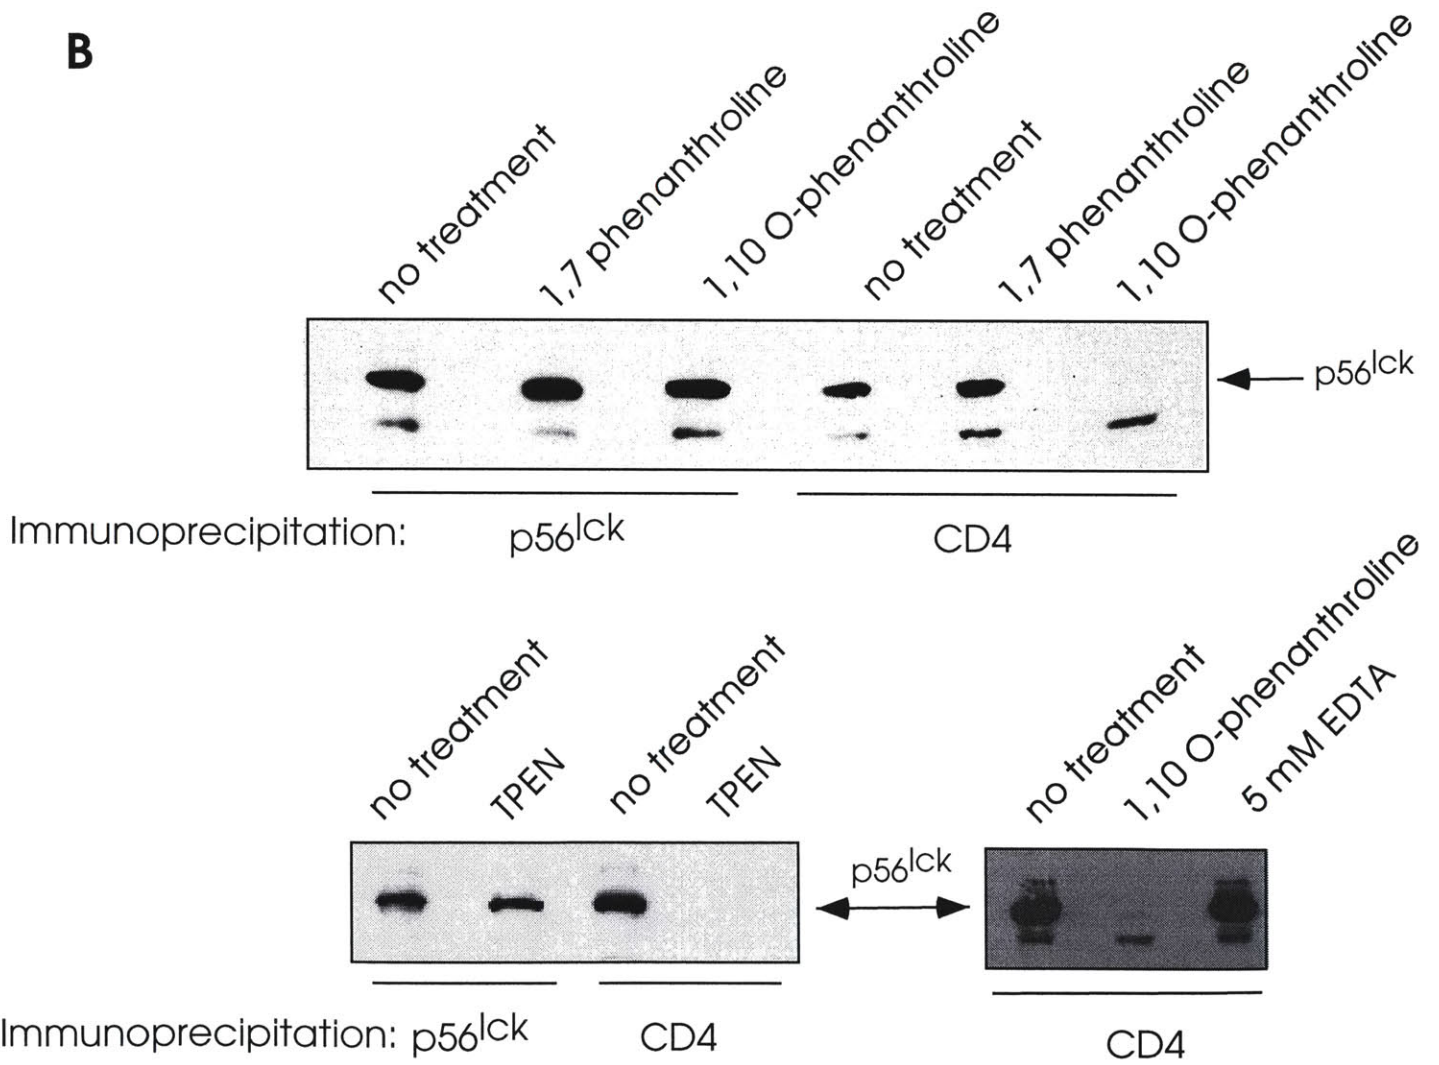 B
no treatment
1,7 phenanthroline
1,10 O-phenanthroline
no treatment
1,7 phenanthroline
1,10 O-phenanthroline
p56lck
Immunoprecipitation: p56lck CD4
no treatment
TPEN
no treatment
TPEN
p56lck
no treatment
1,10 O-phenanthroline
5 mM EDTA
Immunoprecipitation: p56lck CD4 CD4